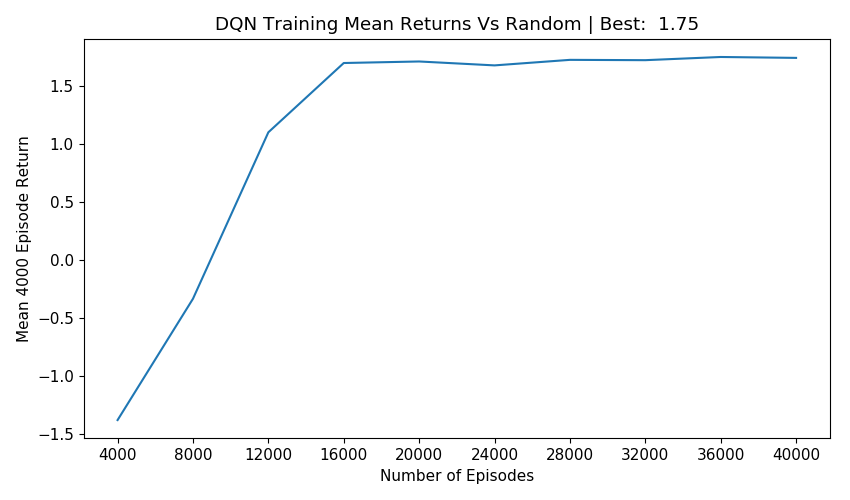 DQN Training Mean Returns Vs Random | Best:  1.75
Mean 4000 Episode Return
1.5
1.0
0.5
0.0
−0.5
−1.0
−1.5
4000 8000 12000 16000 20000 24000 28000 32000 36000 40000
Number of Episodes